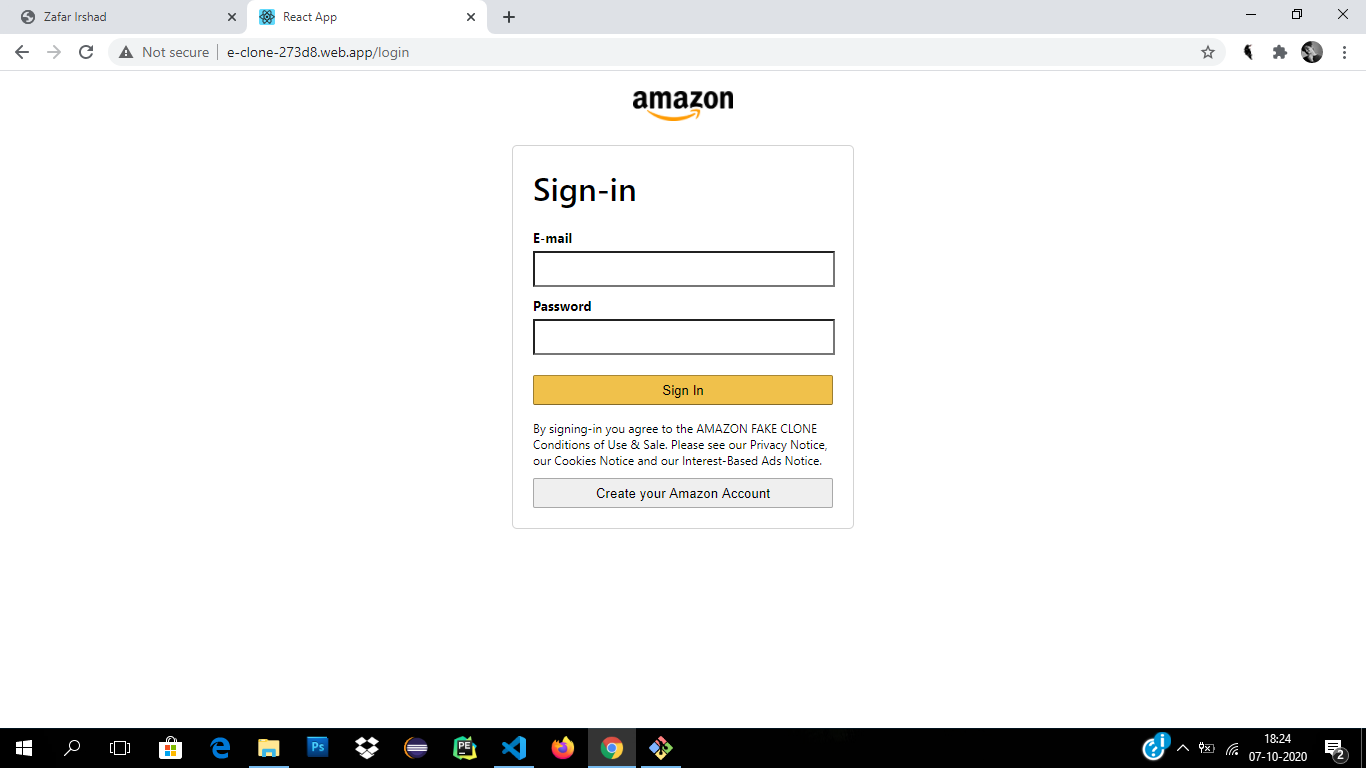 Zafar Irshad
React App
Not secure
e-clone-273d8.web.app/login
amazon
Sign-in
E-mail
Password
Sign In
By signing-in you agree to the AMAZON FAKE CLONE
Conditions of Use & Sale. Please see our Privacy Notice,
our Cookies Notice and our Interest-Based Ads Notice.
Create your Amazon Account
Ps
PE
18:24
07-10-2020
2